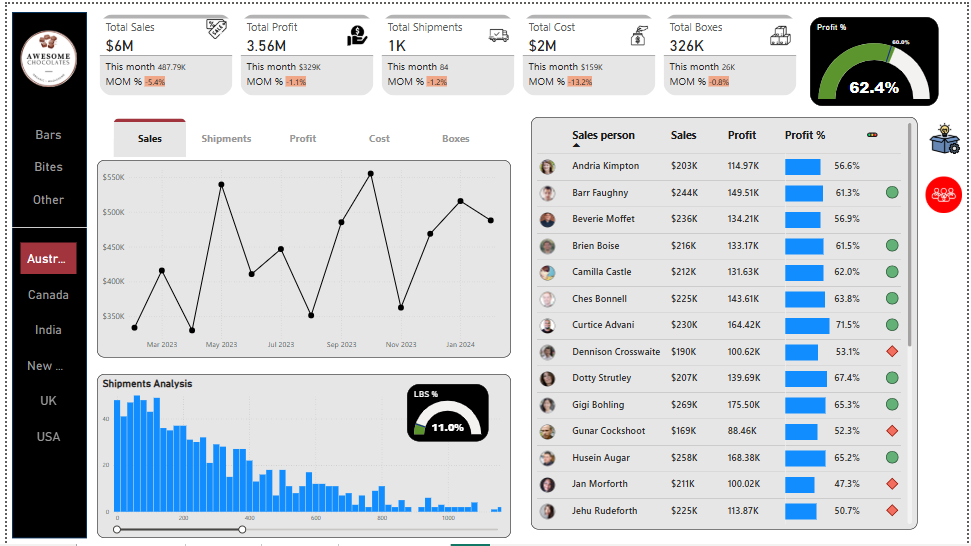 AWESOME
CHOCOLATES
Bars
Bites
Other
Austr...
Canada
India
New ...
UK
USA
Total Sales
$6M
This month 487.79K
MOM % -5.4%
Total Profit
3.56M
This month $329K
MOM % -1.1%
Total Shipments
1K
This month 84
MOM % -1.2%
Total Cost
$2M
This month $159K
MOM % -13.2%
Total Boxes
326K
This month 26K
MOM % -0.8%
Profit %
60.0%
62.4%
Sales Shipments Profit Cost Boxes
$550K
$500K
$450K
$400K
$350K
Mar 2023 May 2023 Jul 2023 Sep 2023 Nov 2023 Jan 2024
Shipments Analysis
LBS %
11.0%
40
20
0
0 200 400 600 800 1000
Sales person Sales Profit Profit %
Andria Kimpton $203K 114.97K 56.6%
Barr Faughny $244K 149.51K 61.3%
Beverie Moffet $236K 134.21K 56.9%
Brien Boise $216K 133.17K 61.5%
Camilla Castle $212K 131.63K 62.0%
Ches Bonnell $225K 143.61K 63.8%
Curtice Advani $230K 164.42K 71.5%
Dennison Crosswaite $190K 100.62K 53.1%
Dotty Strutley $207K 139.69K 67.4%
Gigi Bohling $269K 175.50K 65.3%
Gunar Cockshoot $169K 88.46K 52.3%
Husein Augar $258K 168.38K 65.2%
Jan Morforth $211K 100.02K 47.3%
Jehu Rudeforth $225K 113.87K 50.7%